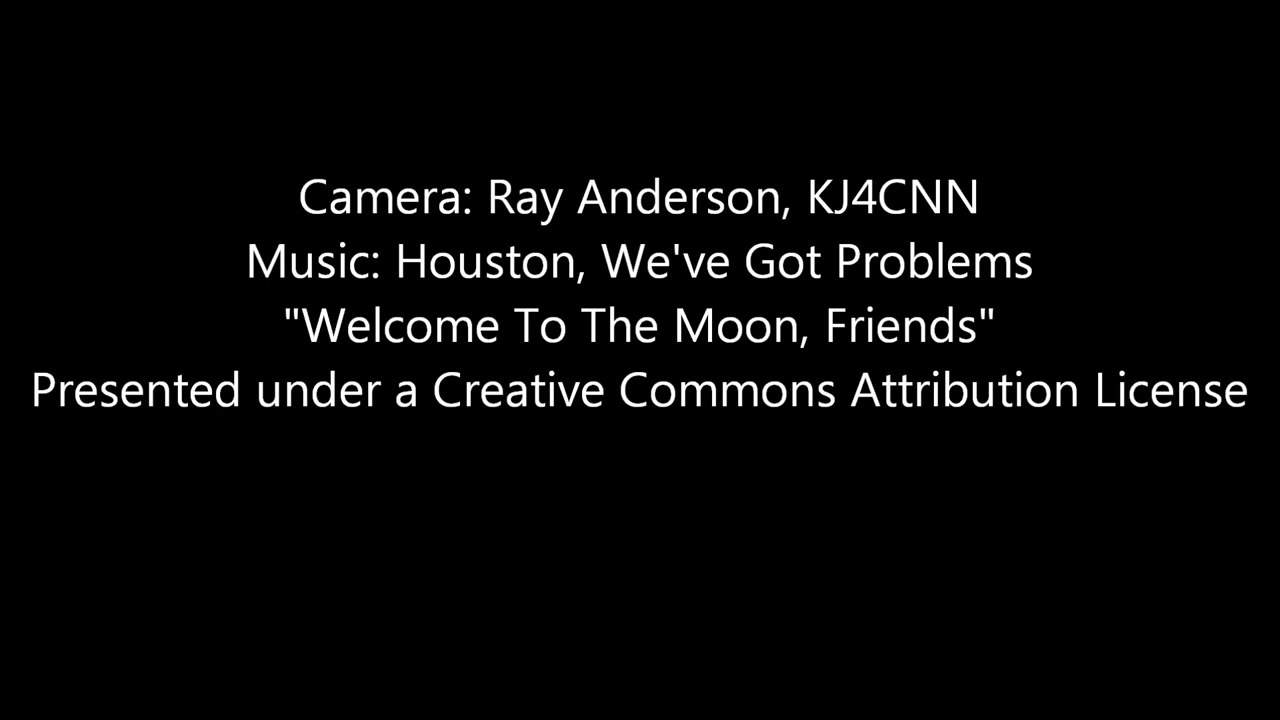 Camera: Ray Anderson, KJ4CNN
Music: Houston, We've Got Problems
"Welcome To The Moon, Friends"
Presented under a Creative Commons Attribution License